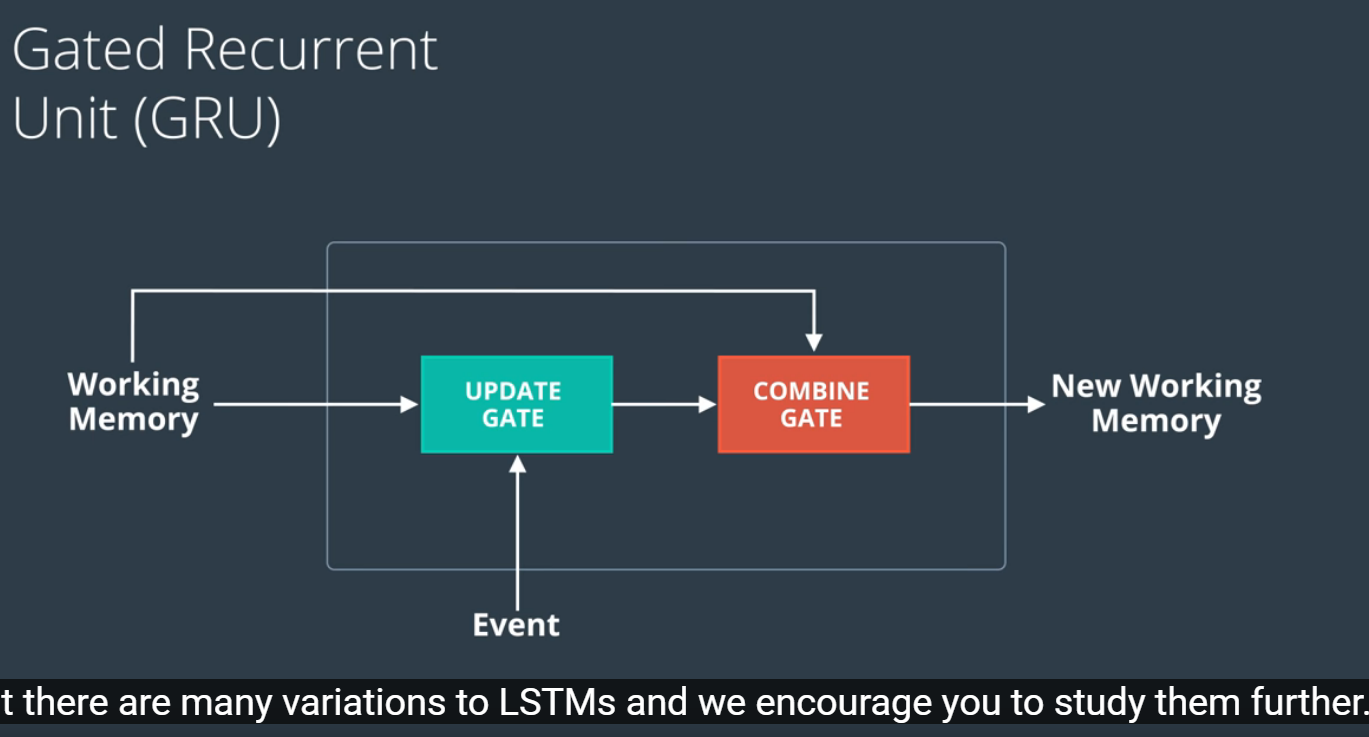 Gated Recurrent
Unit (GRU)
Working
Memory
UPDATE
GATE
COMBINE
GATE
New Working
Memory
Event
t there are many variations to LSTMs and we encourage you to study them further.